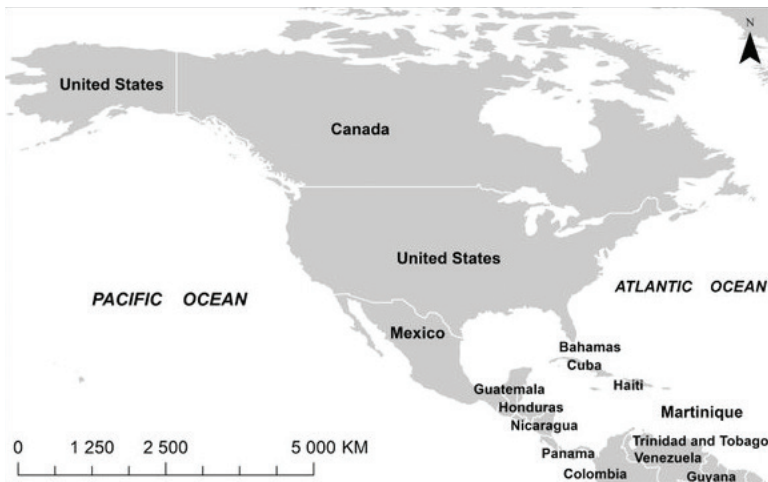 N
United States
Canada
United States
PACIFIC OCEAN
ATLANTIC OCEAN
Mexico
Bahamas
Cuba
Haiti
Guatemala
Honduras
Nicaragua
Martinique
Trinidad and Tobago
Venezuela
Panama
Colombia
Guyana
0 1 250 2 500 5 000 KM